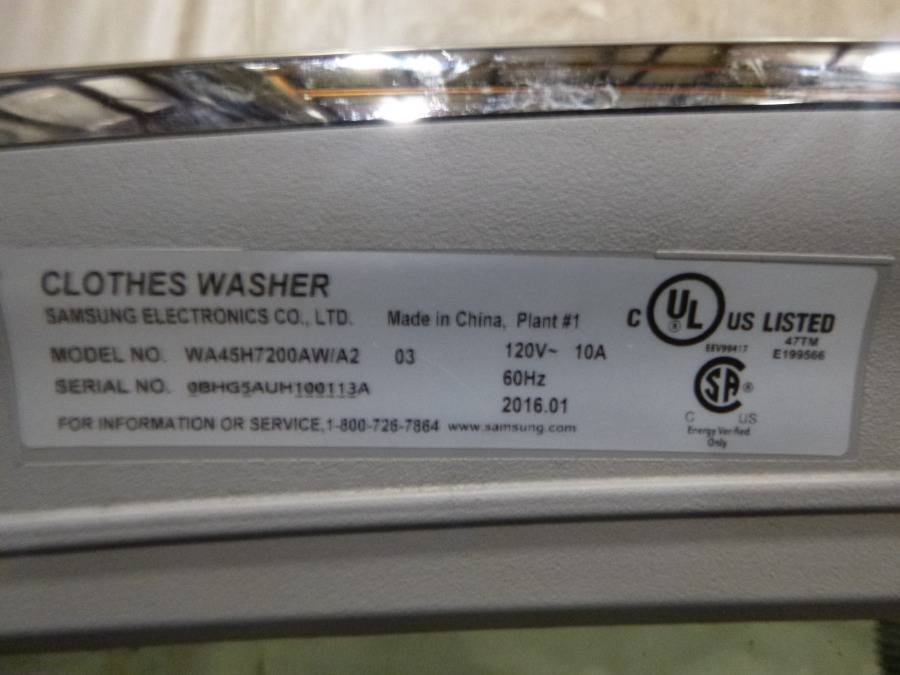 CLOTHES WASHER
SAMSUNG ELECTRONICS CO., LTD. Made in China, Plant #1
MODEL NO. WA45H7200AW/A2 03 120V~ 10A
SERIAL NO. 0BHG5AUH100113A 60Hz
2016.01
FOR INFORMATION OR SERVICE,1-800-726-7864 www.samsung.com
C UL ® US LISTED
47TM
EEV99417 E199566
SA ®
C US
Energy Verified
Only